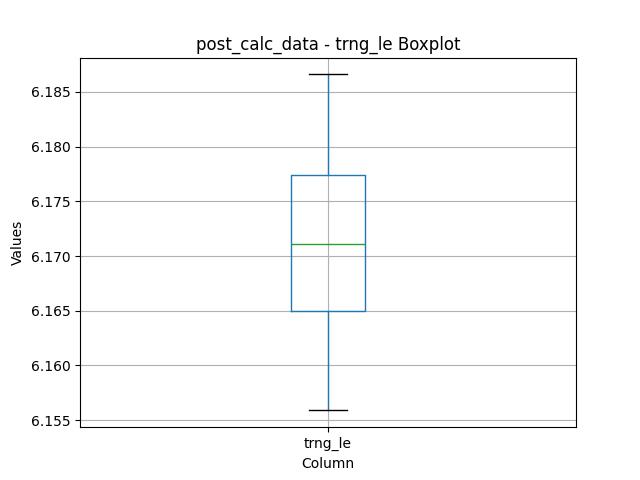 post_calc_data - trng_le Boxplot
6.185
6.180
6.175
6.170
6.165
6.160
6.155
Values
trng_le
Column